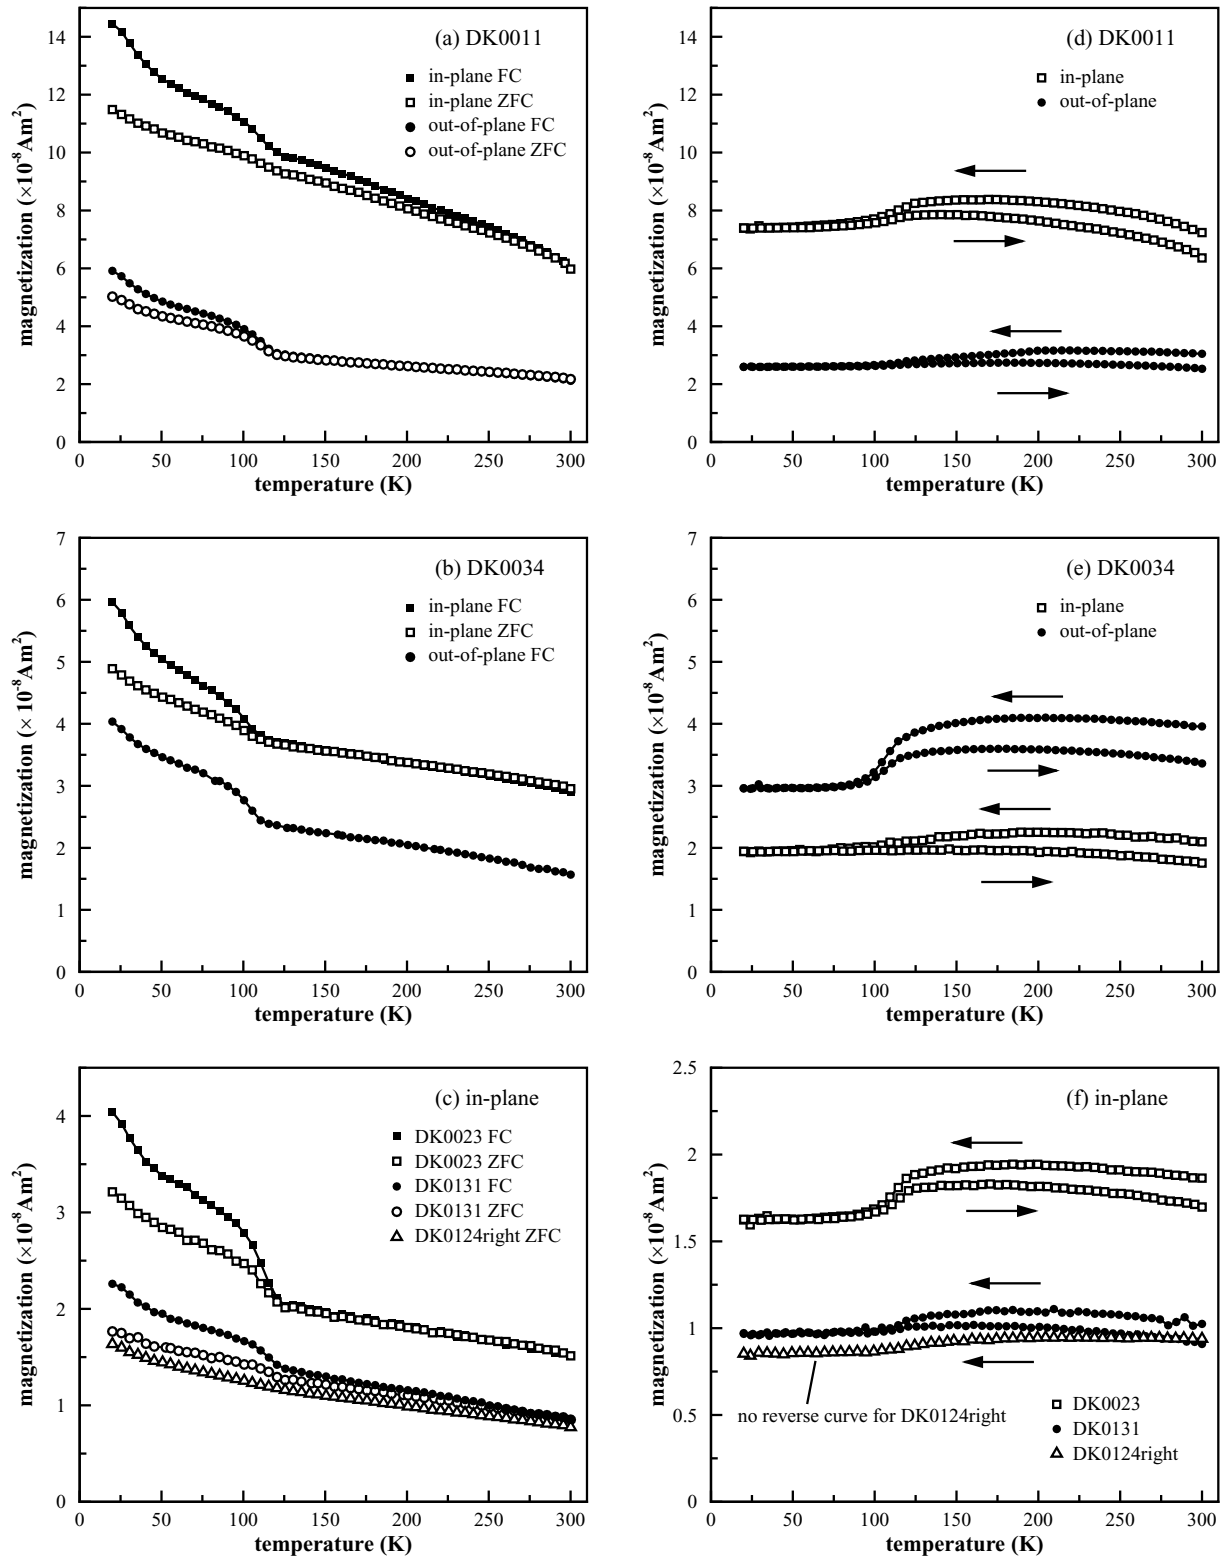 (a) DK0011
in-plane FC
in-plane ZFC
out-of-plane FC
out-of-plane ZFC
magnetization (×10⁻⁸Am²)
14
12
10
8
6
4
2
0
0 50 100 150 200 250 300
temperature (K)
(d) DK0011
in-plane
out-of-plane
magnetization (×10⁻⁸Am²)
14
12
10
8
6
4
2
0
0 50 100 150 200 250 300
temperature (K)
(b) DK0034
in-plane FC
in-plane ZFC
out-of-plane FC
magnetization (× 10⁻⁸Am²)
7
6
5
4
3
2
1
0
0 50 100 150 200 250 300
temperature (K)
(e) DK0034
in-plane
out-of-plane
magnetization (×10⁻⁸Am²)
7
6
5
4
3
2
1
0
0 50 100 150 200 250 300
temperature (K)
(c) in-plane
DK0023 FC
DK0023 ZFC
DK0131 FC
DK0131 ZFC
DK0124right ZFC
magnetization (×10⁻⁸Am²)
4
3
2
1
0
0 50 100 150 200 250 300
temperature (K)
(f) in-plane
no reverse curve for DK0124right
DK0023
DK0131
DK0124right
magnetization (×10⁻⁸Am²)
2.5
2
1.5
1
0.5
0
0 50 100 150 200 250 300
temperature (K)